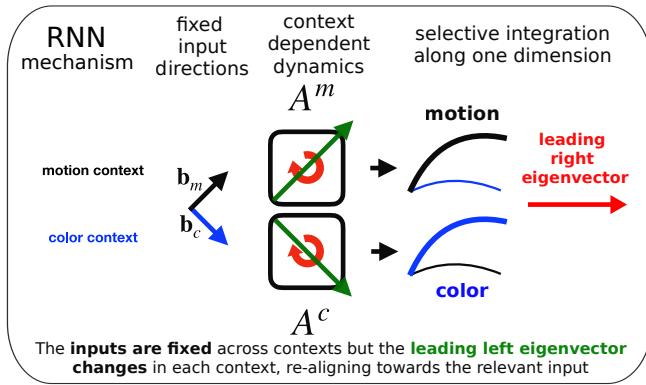 RNN
mechanism
fixed
input
directions
context
dependent
dynamics
selective integration
along one dimension
A^m
motion
motion context
b_m
leading
right
eigenvector
b_c
color context
color
A^c
The inputs are fixed across contexts but the leading left eigenvector
changes in each context, re-aligning towards the relevant input